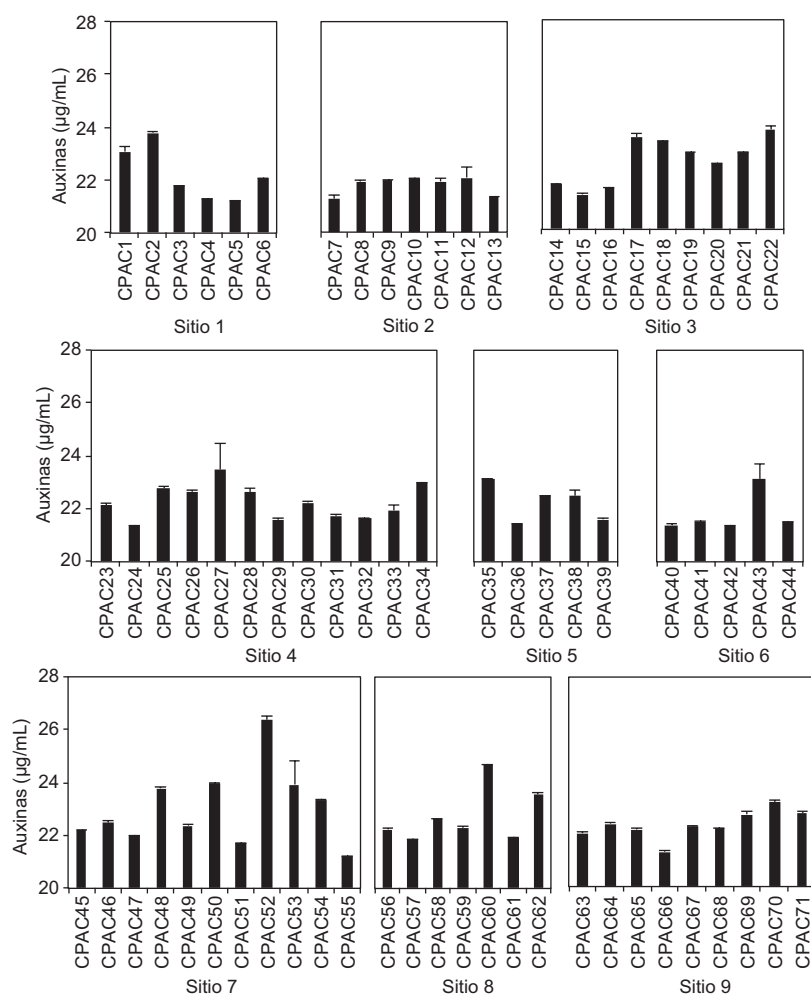 28
26
24
22
20
Auxinas (µg/mL)
CPAC1
CPAC2
CPAC3
CPAC4
CPAC5
CPAC6
Sitio 1
CPAC7
CPAC8
CPAC9
CPAC10
CPAC11
CPAC12
CPAC13
Sitio 2
CPAC14
CPAC15
CPAC16
CPAC17
CPAC18
CPAC19
CPAC20
CPAC21
CPAC22
Sitio 3
28
26
24
22
20
Auxinas (µg/mL)
CPAC23
CPAC24
CPAC25
CPAC26
CPAC27
CPAC28
CPAC29
CPAC30
CPAC31
CPAC32
CPAC33
CPAC34
Sitio 4
CPAC35
CPAC36
CPAC37
CPAC38
CPAC39
Sitio 5
CPAC40
CPAC41
CPAC42
CPAC43
CPAC44
Sitio 6
28
26
24
22
20
Auxinas (µg/mL)
CPAC45
CPAC46
CPAC47
CPAC48
CPAC49
CPAC50
CPAC51
CPAC52
CPAC53
CPAC54
CPAC55
Sitio 7
CPAC56
CPAC57
CPAC58
CPAC59
CPAC60
CPAC61
CPAC62
Sitio 8
CPAC63
CPAC64
CPAC65
CPAC66
CPAC67
CPAC68
CPAC69
CPAC70
CPAC71
Sitio 9